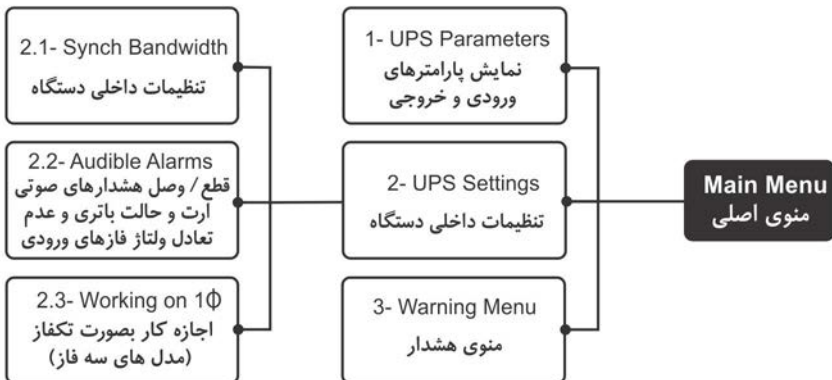 Main Menu
منوی اصلی
1- UPS Parameters
نمایش پارامترهای
ورودی و خروجی
2- UPS Settings
تنظیمات داخلی دستگاه
3- Warning Menu
منوی هشدار
2.1- Synch Bandwidth
تنظیمات داخلی دستگاه
2.2- Audible Alarms
قطع / وصل هشدارهای صوتی
ارت و حالت باتری و عدم
تعادل ولتاژ فازهای ورودی
2.3- Working on 1Φ
اجازه کار بصورت تکفاز
(مدل های سه فاز)